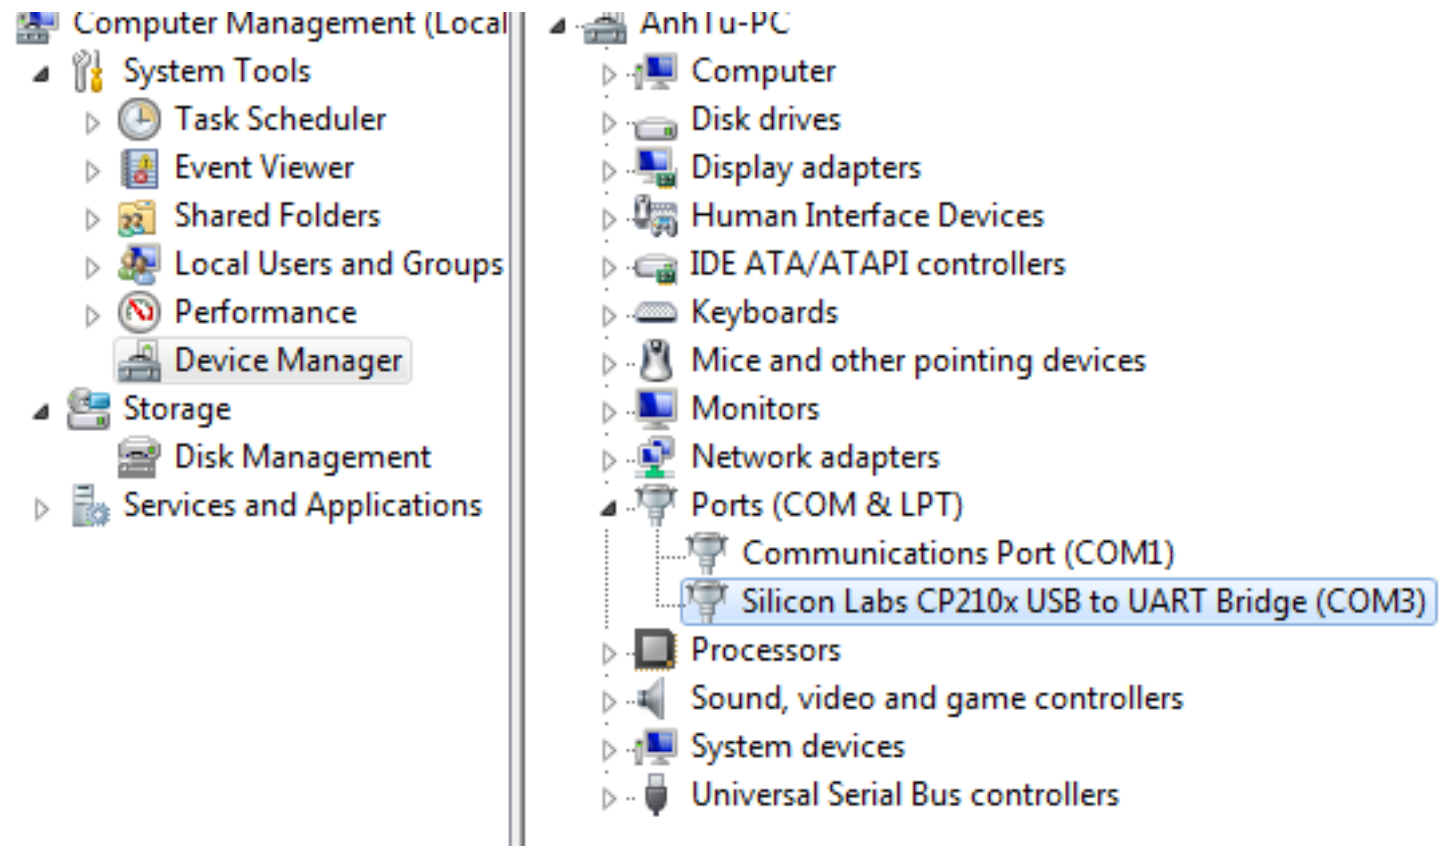 Computer Management (Local
System Tools
Task Scheduler
Event Viewer
Shared Folders
Local Users and Groups
Performance
Device Manager
Storage
Disk Management
Services and Applications
AnhTu-PC
Computer
Disk drives
Display adapters
Human Interface Devices
IDE ATA/ATAPI controllers
Keyboards
Mice and other pointing devices
Monitors
Network adapters
Ports (COM & LPT)
Communications Port (COM1)
Silicon Labs CP210x USB to UART Bridge (COM3)
Processors
Sound, video and game controllers
System devices
Universal Serial Bus controllers